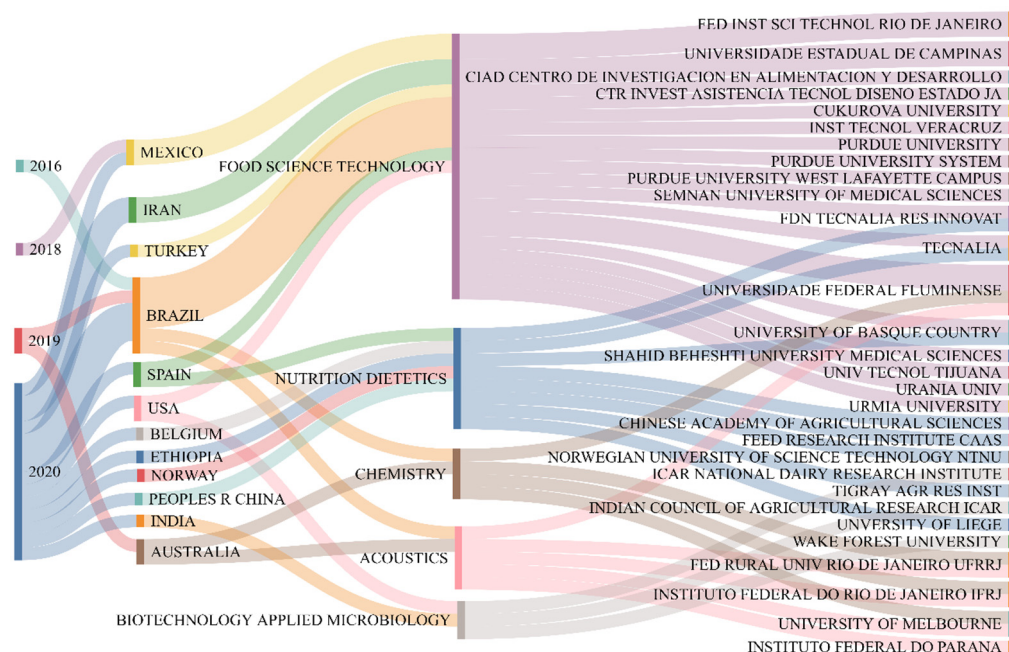 2016
2018
2019
2020
MEXICO
IRAN
TURKEY
BRAZIL
SPAIN
USA
BELGIUM
ETHIOPIA
NORWAY
PEOPLES R CHINA
INDIA
AUSTRALIA
FOOD SCIENCE TECHNOLOGY
NUTRITION DIETETICS
CHEMISTRY
ACOUSTICS
BIOTECHNOLOGY APPLIED MICROBIOLOGY
FED INST SCI TECHNOL RIO DE JANEIRO
UNIVERSIDADE ESTADUAL DE CAMPINAS
CIAD CENTRO DE INVESTIGACION EN ALIMENTACION Y DESARROLLO
CTR INVEST ASISTENCIA TECNOL DISENO ESTADO JA
CUKUROVA UNIVERSITY
INST TECNOL VERACRUZ
PURDUE UNIVERSITY
PURDUE UNIVERSITY SYSTEM
PURDUE UNIVERSITY WEST LAFAYETTE CAMPUS
SEMNAN UNIVERSITY OF MEDICAL SCIENCES
FDN TECNALIA RES INNOVAT
TECNALIA
UNIVERSIDADE FEDERAL FLUMINENSE
UNIVERSITY OF BASQUE COUNTRY
SHAHID BEHESHTI UNIVERSITY MEDICAL SCIENCES
UNIV TECNOL TIJUANA
URANIA UNIV
URMIA UNIVERSITY
CHINESE ACADEMY OF AGRICULTURAL SCIENCES
FEED RESEARCH INSTITUTE CAAS
NORWEGIAN UNIVERSITY OF SCIENCE TECHNOLOGY NTNU
ICAR NATIONAL DAIRY RESEARCH INSTITUTE
TIGRAY AGR RES INST
INDIAN COUNCIL OF AGRICULTURAL RESEARCH ICAR
UNVERSITY OF LIEGE
WAKE FOREST UNIVERSITY
FED RURAL UNIV RIO DE JANEIRO UFRRJ
INSTITUTO FEDERAL DO RIO DE JANEIRO IFRJ
UNIVERSITY OF MELBOURNE
INSTITUTO FEDERAL DO PARANA